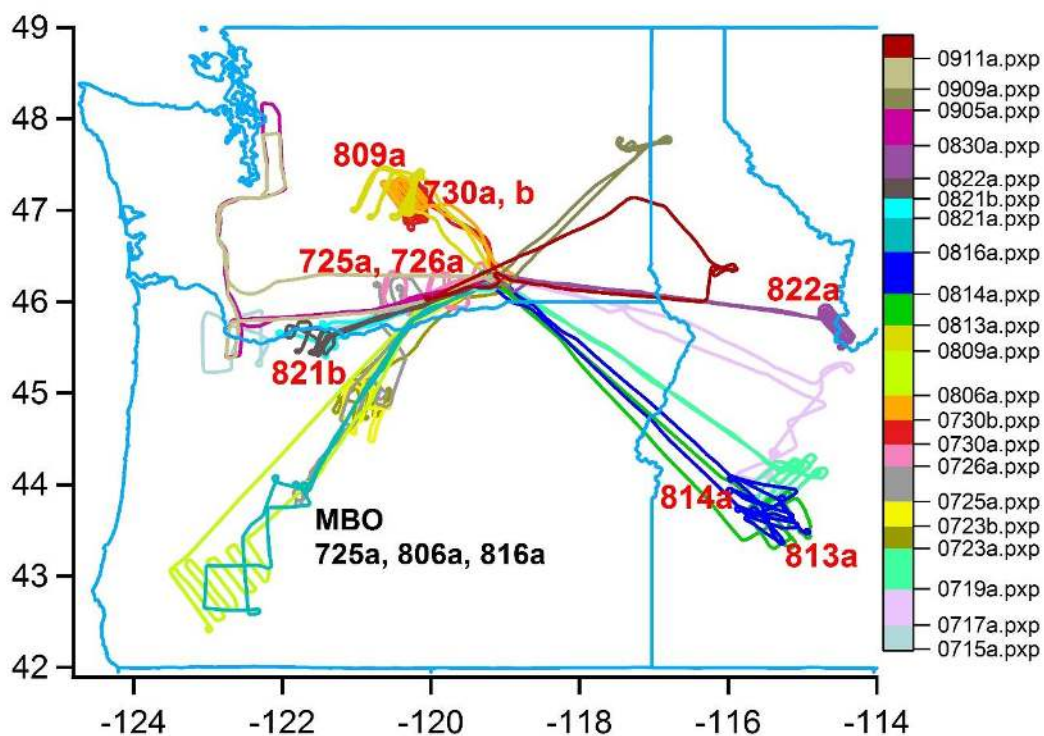 49
48
47
46
45
44
43
42
-124
-122
-120
-118
-116
-114
809a
730a, b
725a, 726a
822a
821b
814a
813a
MBO
725a, 806a, 816a
0911a.pxp
0909a.pxp
0905a.pxp
0830a.pxp
0822a.pxp
0821b.pxp
0821a.pxp
0816a.pxp
0814a.pxp
0813a.pxp
0809a.pxp
0806a.pxp
0730b.pxp
0730a.pxp
0726a.pxp
0725a.pxp
0723b.pxp
0723a.pxp
0719a.pxp
0717a.pxp
0715a.pxp